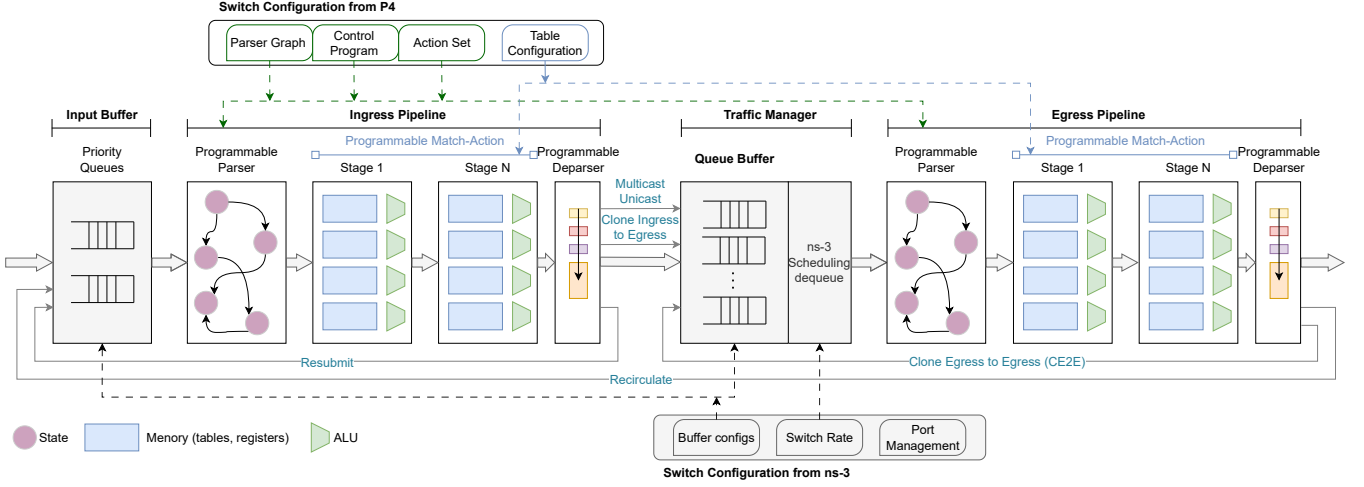 Switch Configuration from P4
Parser Graph
Control
Program
Action Set
Table
Configuration
Input Buffer
Ingress Pipeline
Traffic Manager
Egress Pipeline
Priority
Queues
Programmable
Parser
Programmable Match-Action
Stage 1
Stage N
Programmable
Deparser
Queue Buffer
Programmable
Parser
Programmable Match-Action
Stage 1
Stage N
Programmable
Deparser
Multicast
Unicast
Clone Ingress
to Egress
ns-3
Scheduling
dequeue
Resubmit
Clone Egress to Egress (CE2E)
Recirculate
State
Menory (tables, registers)
ALU
Buffer configs
Switch Rate
Port
Management
Switch Configuration from ns-3